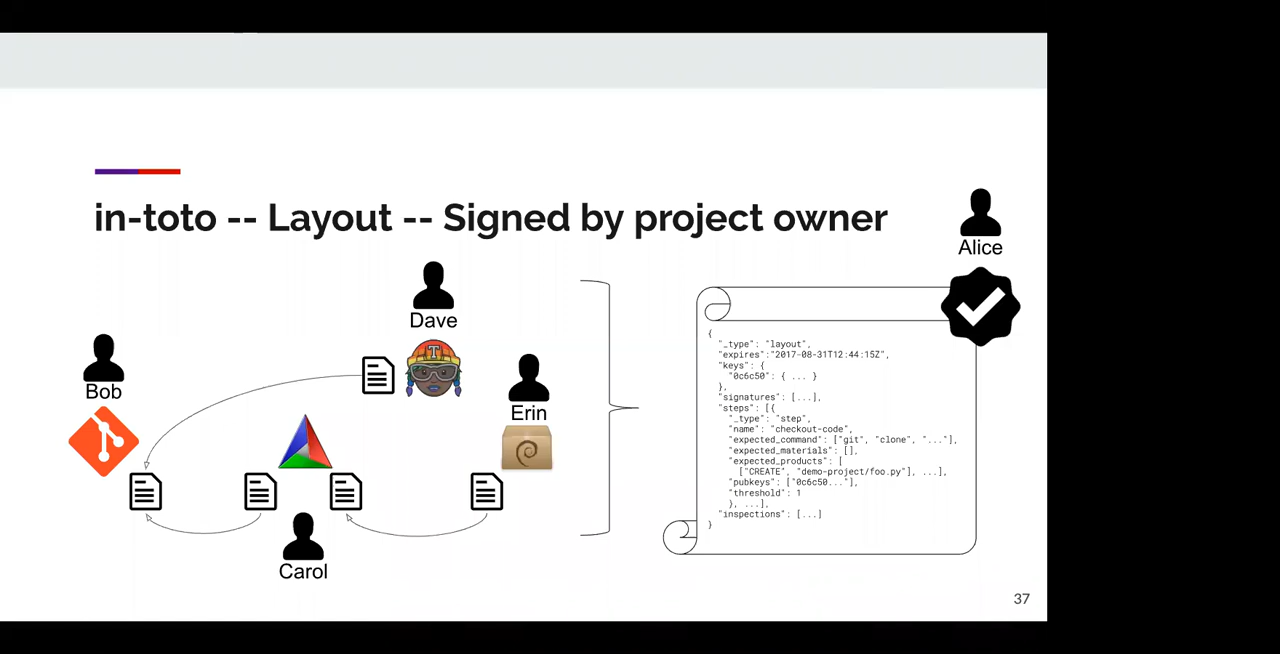 in-toto -- Layout -- Signed by project owner
Alice
Dave
Bob
Erin
Carol
T
{
"_type": "layout",
"expires":"2017-08-31T12:44:15Z",
"keys": {
"0c6c50": { ... }
},
"signatures": [...],
"steps": [{
"_type": "step",
"name": "checkout-code",
"expected_command": ["git", "clone", "..."],
"expected_materials": [],
"expected_products": [
["CREATE", "demo-project/foo.py"], ...],
"pubkeys": ["0c6c50..."],
"threshold": 1
}, ...],
"inspections": [...]
}
37